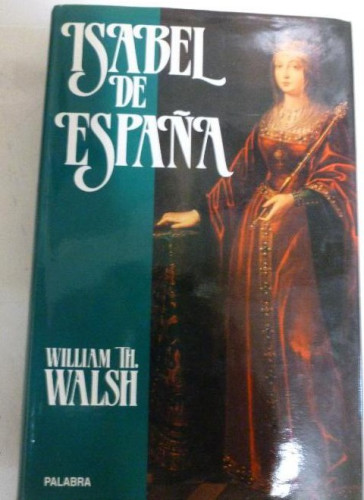 ISABEL
DE
ESPAÑA
WILLIAM TH.
WALSH
PALABRA